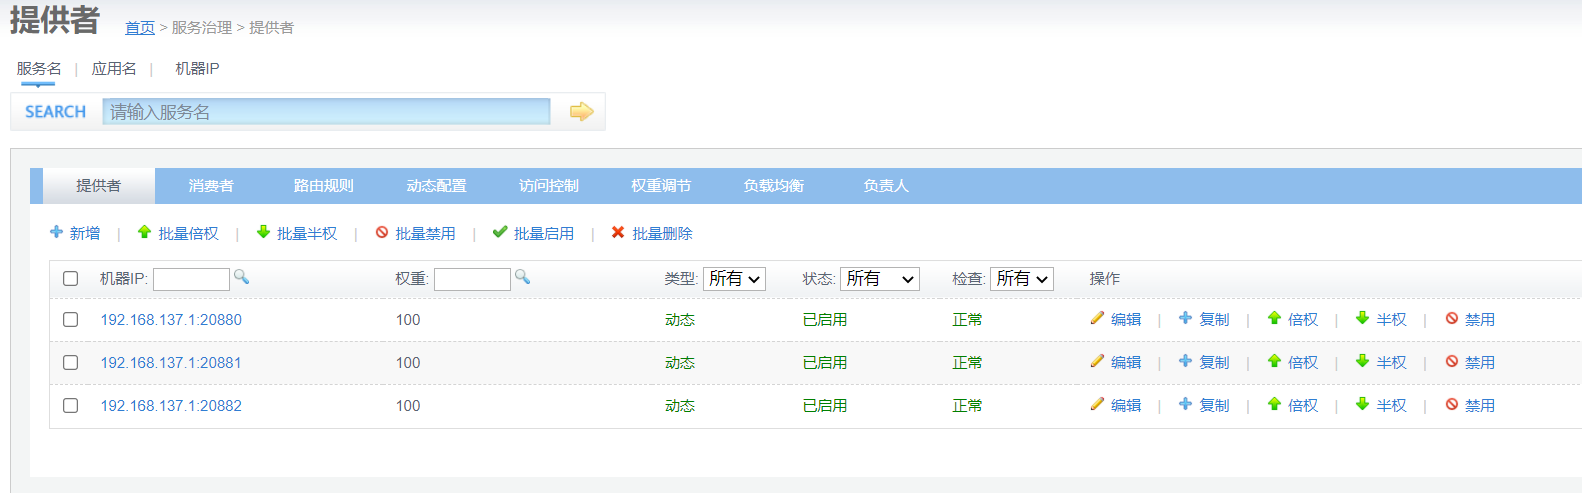 提供者 首页 > 服务治理 > 提供者
服务名 | 应用名 | 机器IP
SEARCH 请输入服务名
提供者 消费者 路由规则 动态配置 访问控制 权重调节 负载均衡 负责人
新增 | 批量倍权 | 批量半权 | 批量禁用 | 批量启用 | 批量删除
机器IP: 权重: 类型: 所有 状态: 所有 检查: 所有 操作
192.168.137.1:20880 100 动态 已启用 正常 编辑 | 复制 | 倍权 | 半权 | 禁用
192.168.137.1:20881 100 动态 已启用 正常 编辑 | 复制 | 倍权 | 半权 | 禁用
192.168.137.1:20882 100 动态 已启用 正常 编辑 | 复制 | 倍权 | 半权 | 禁用